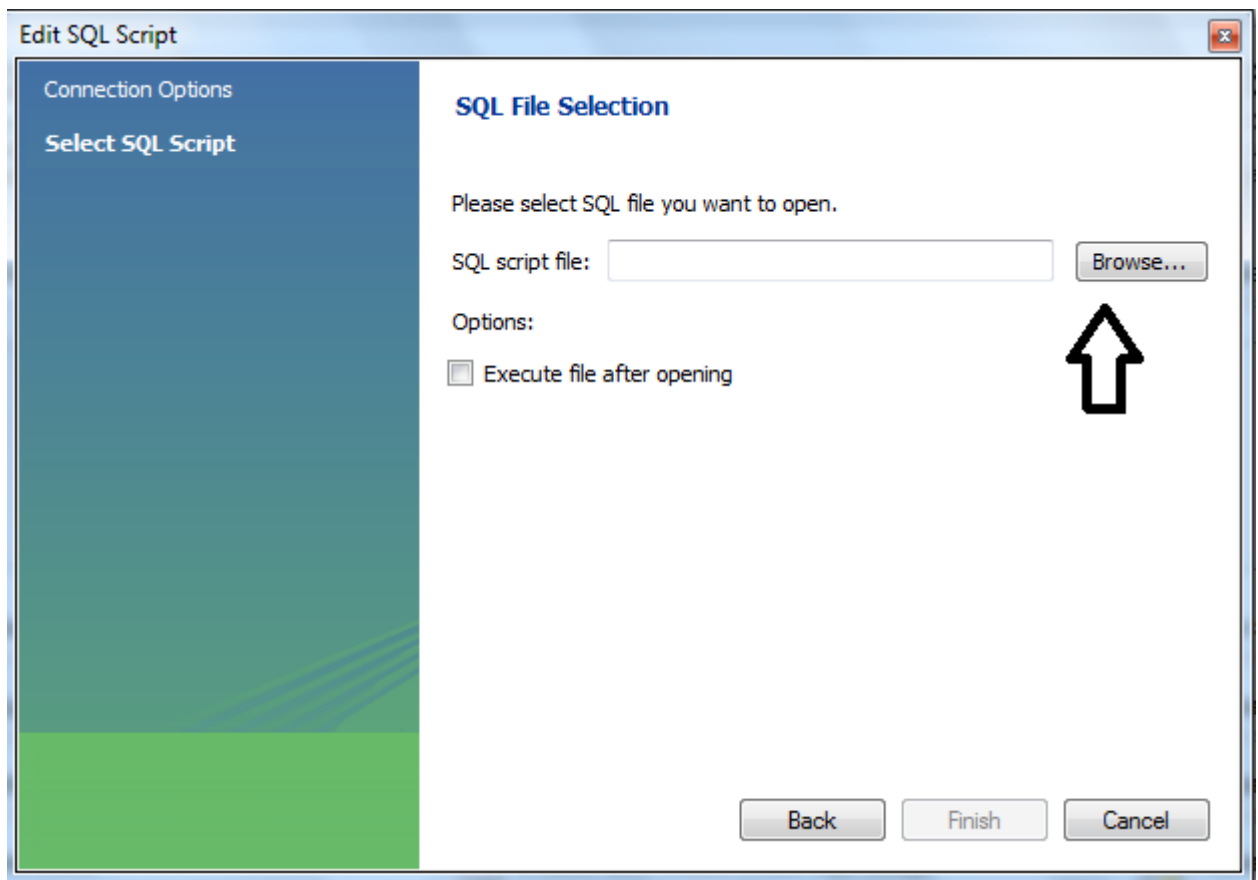 Edit SQL Script
Connection Options
Select SQL Script
SQL File Selection
Please select SQL file you want to open.
SQL script file:
Browse...
Options:
Execute file after opening
Back
Finish
Cancel